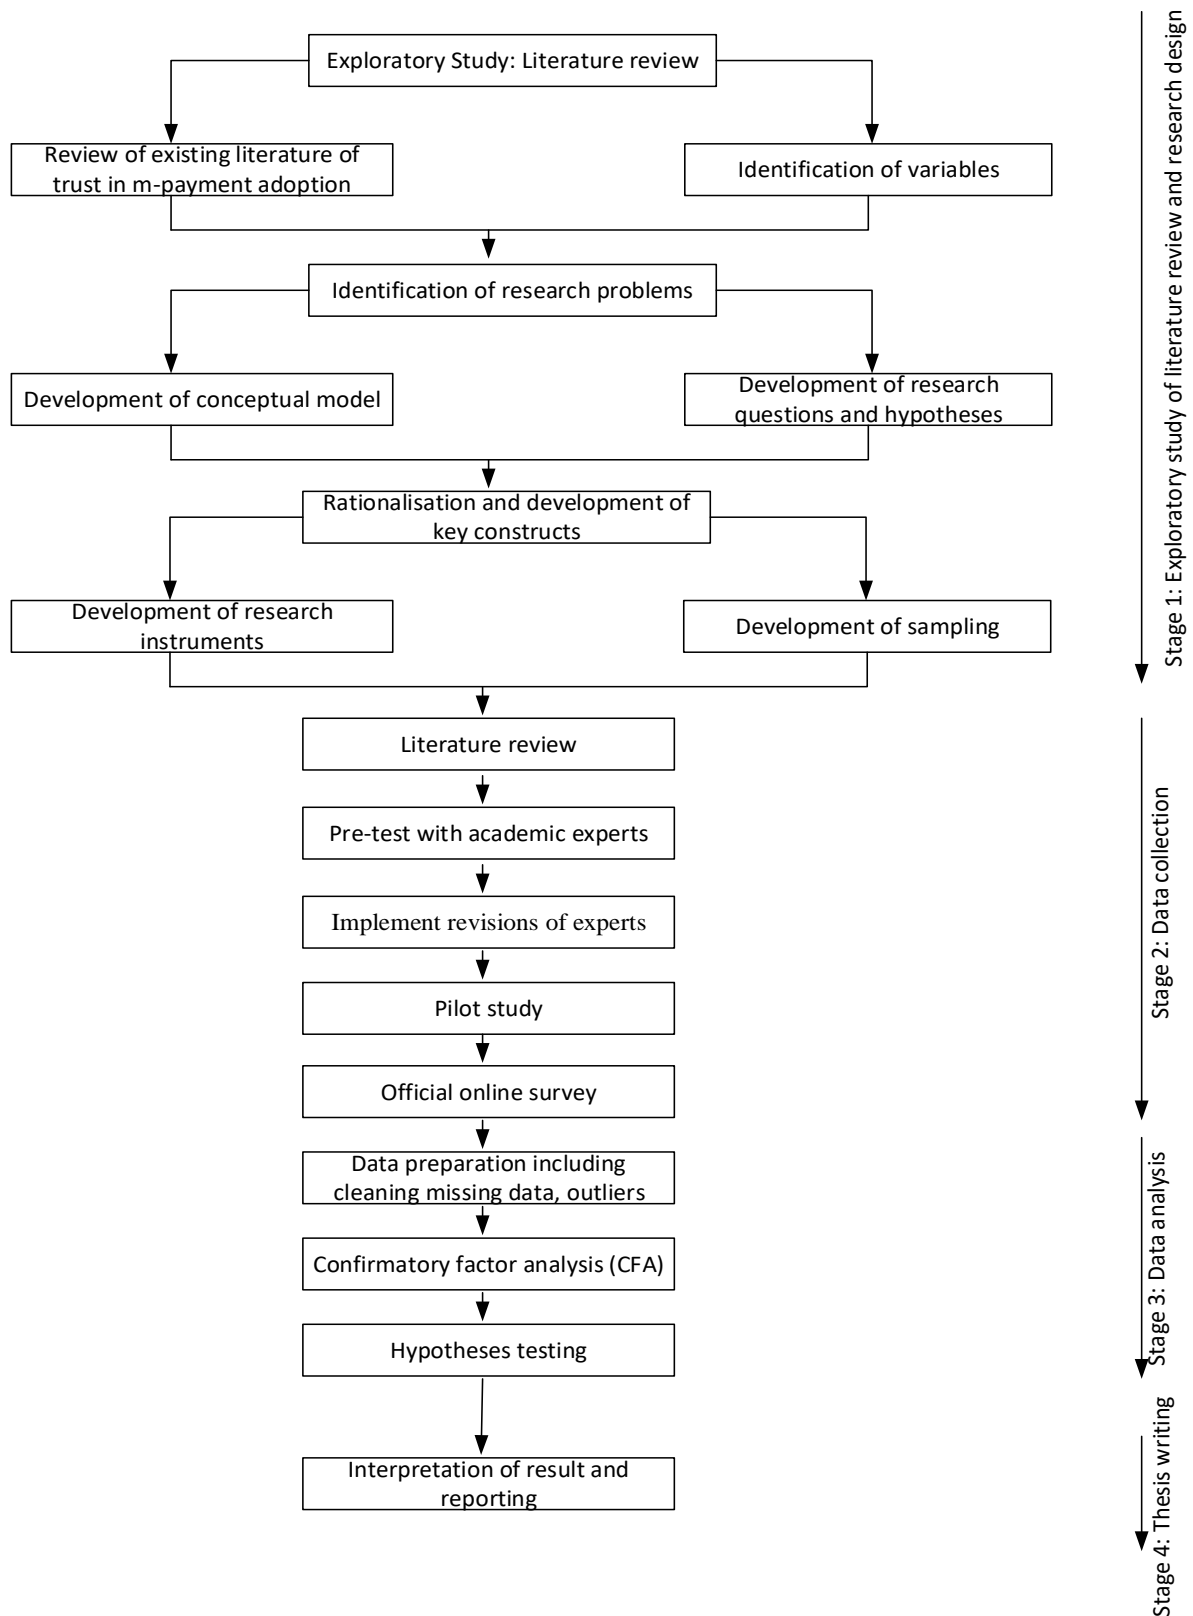 Exploratory Study: Literature review
Review of existing literature of
trust in m-payment adoption
Identification of variables
Identification of research problems
Development of conceptual model
Development of research
questions and hypotheses
Rationalisation and development of
key constructs
Development of research
instruments
Development of sampling
Literature review
Pre-test with academic experts
Implement revisions of experts
Pilot study
Official online survey
Data preparation including
cleaning missing data, outliers
Confirmatory factor analysis (CFA)
Hypotheses testing
Interpretation of result and
reporting
Stage 1: Exploratory study of literature review and research design
Stage 2: Data collection
Stage 3: Data analysis
Stage 4: Thesis writing